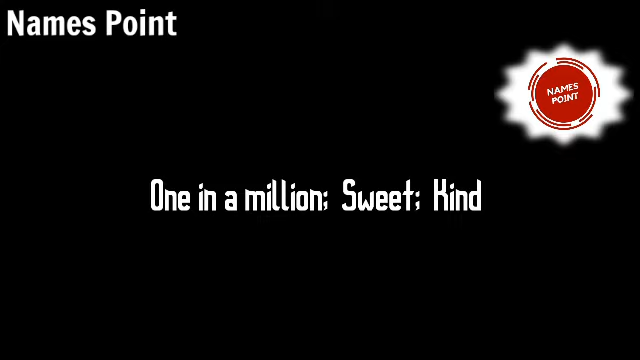 Names Point
NAMES
POINT
One in a million; Sweet; Kind